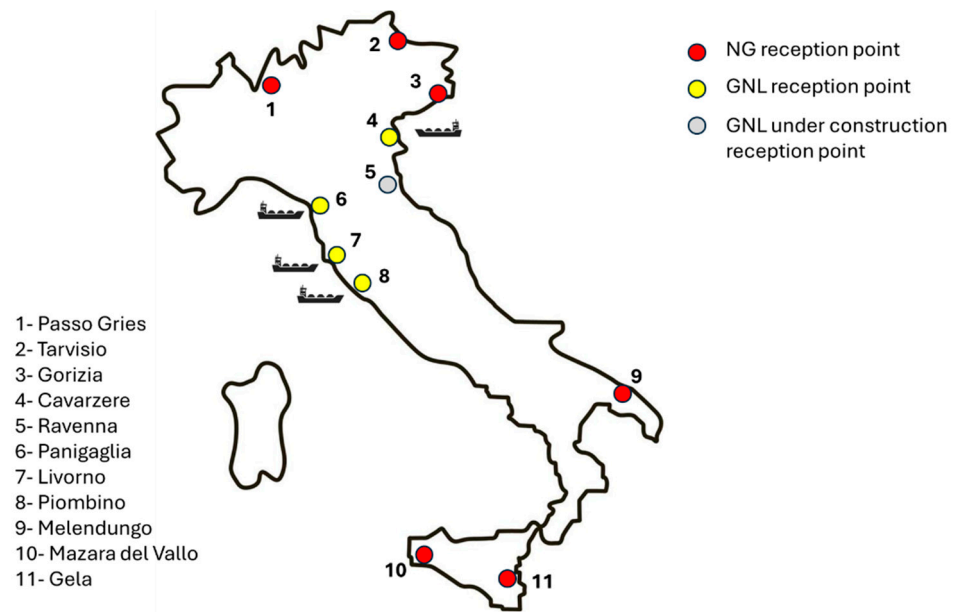 2
NG reception point
3
GNL reception point
1
4
GNL under construction
reception point
5
6
7
8
1- Passo Gries
2- Tarvisio
3- Gorizia
4- Cavarzere
5- Ravenna
6- Panigaglia
7- Livorno
8- Piombino
9- Melendungo
10- Mazara del Vallo
11- Gela
9
10
11